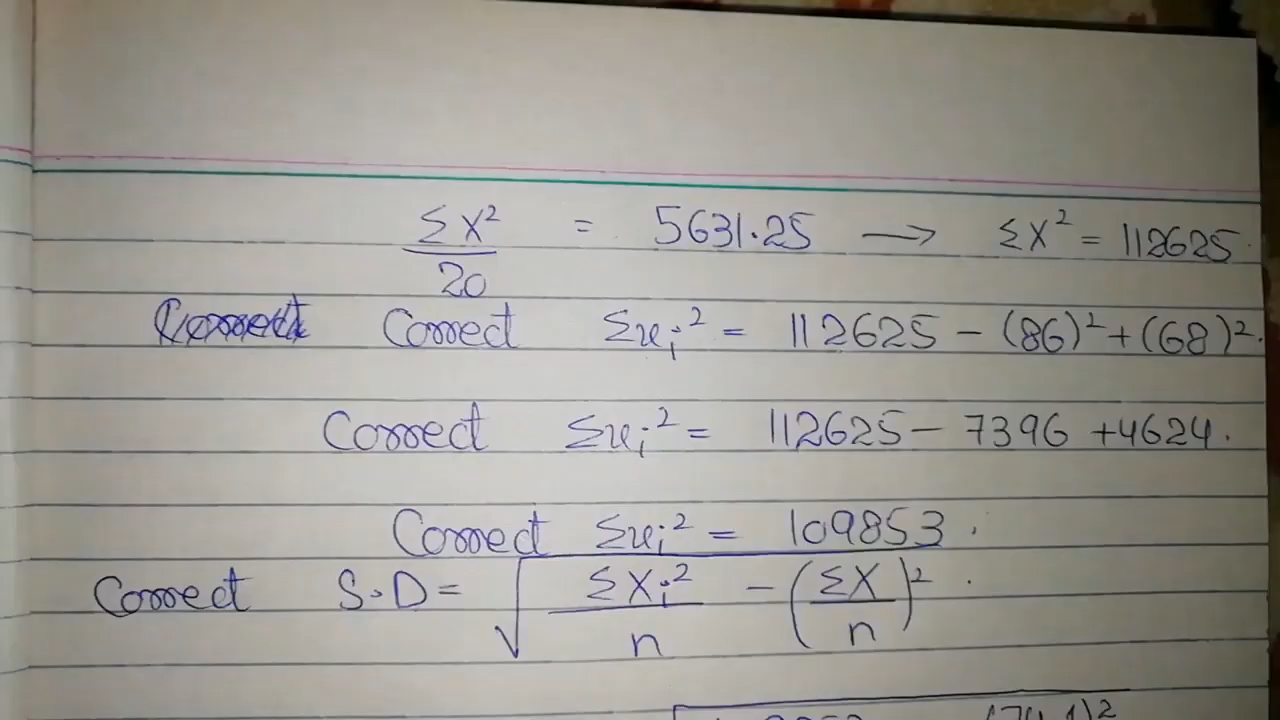 ΣX² / 20 = 5631.25 → ΣX² = 112625.
Correct Σxᵢ² = 112625 − (86)² + (68)².
Correct Σxᵢ² = 112625 − 7396 + 4624.
Correct Σxᵢ² = 109853.
Correct S.D = √(ΣXᵢ² / n − (ΣX / n)²).